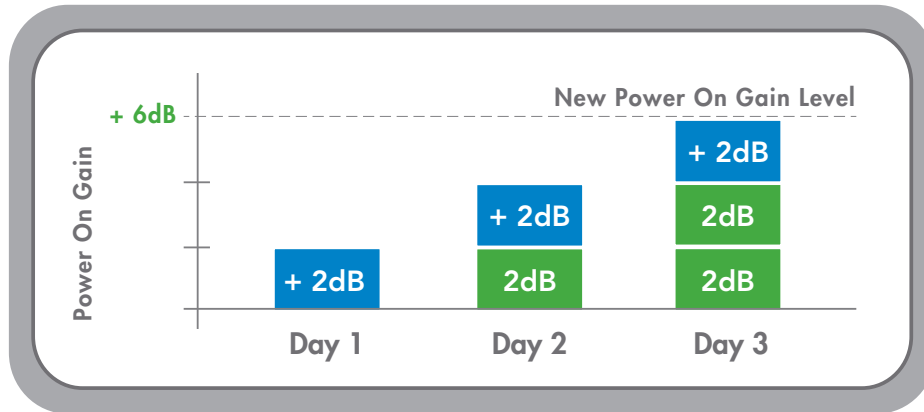 New Power On Gain Level
+ 6dB
Power On Gain
+ 2dB
+ 2dB
+ 2dB
2dB
2dB
2dB
Day 1
Day 2
Day 3